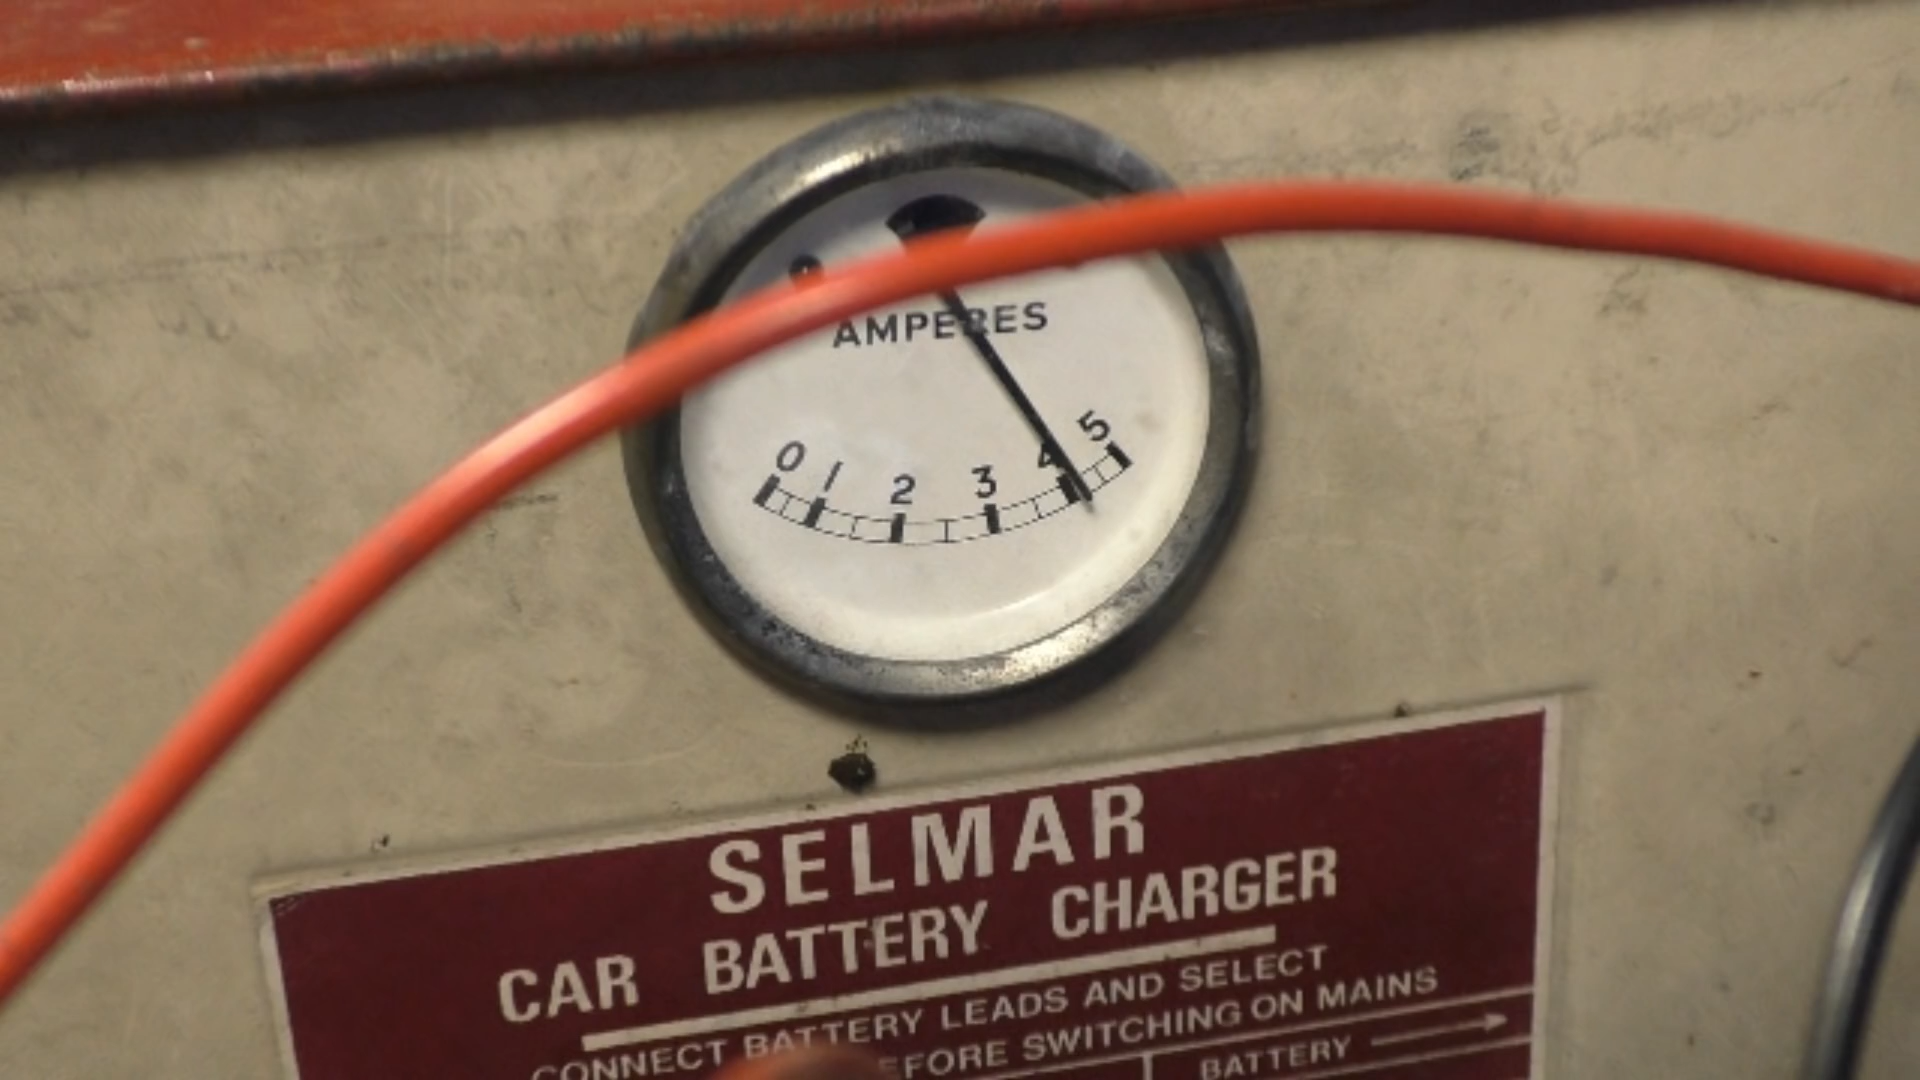 AMPERES
0 1 2 3 4 5
SELMAR
CAR BATTERY CHARGER
CONNECT BATTERY LEADS AND SELECT
BEFORE SWITCHING ON MAINS
BATTERY